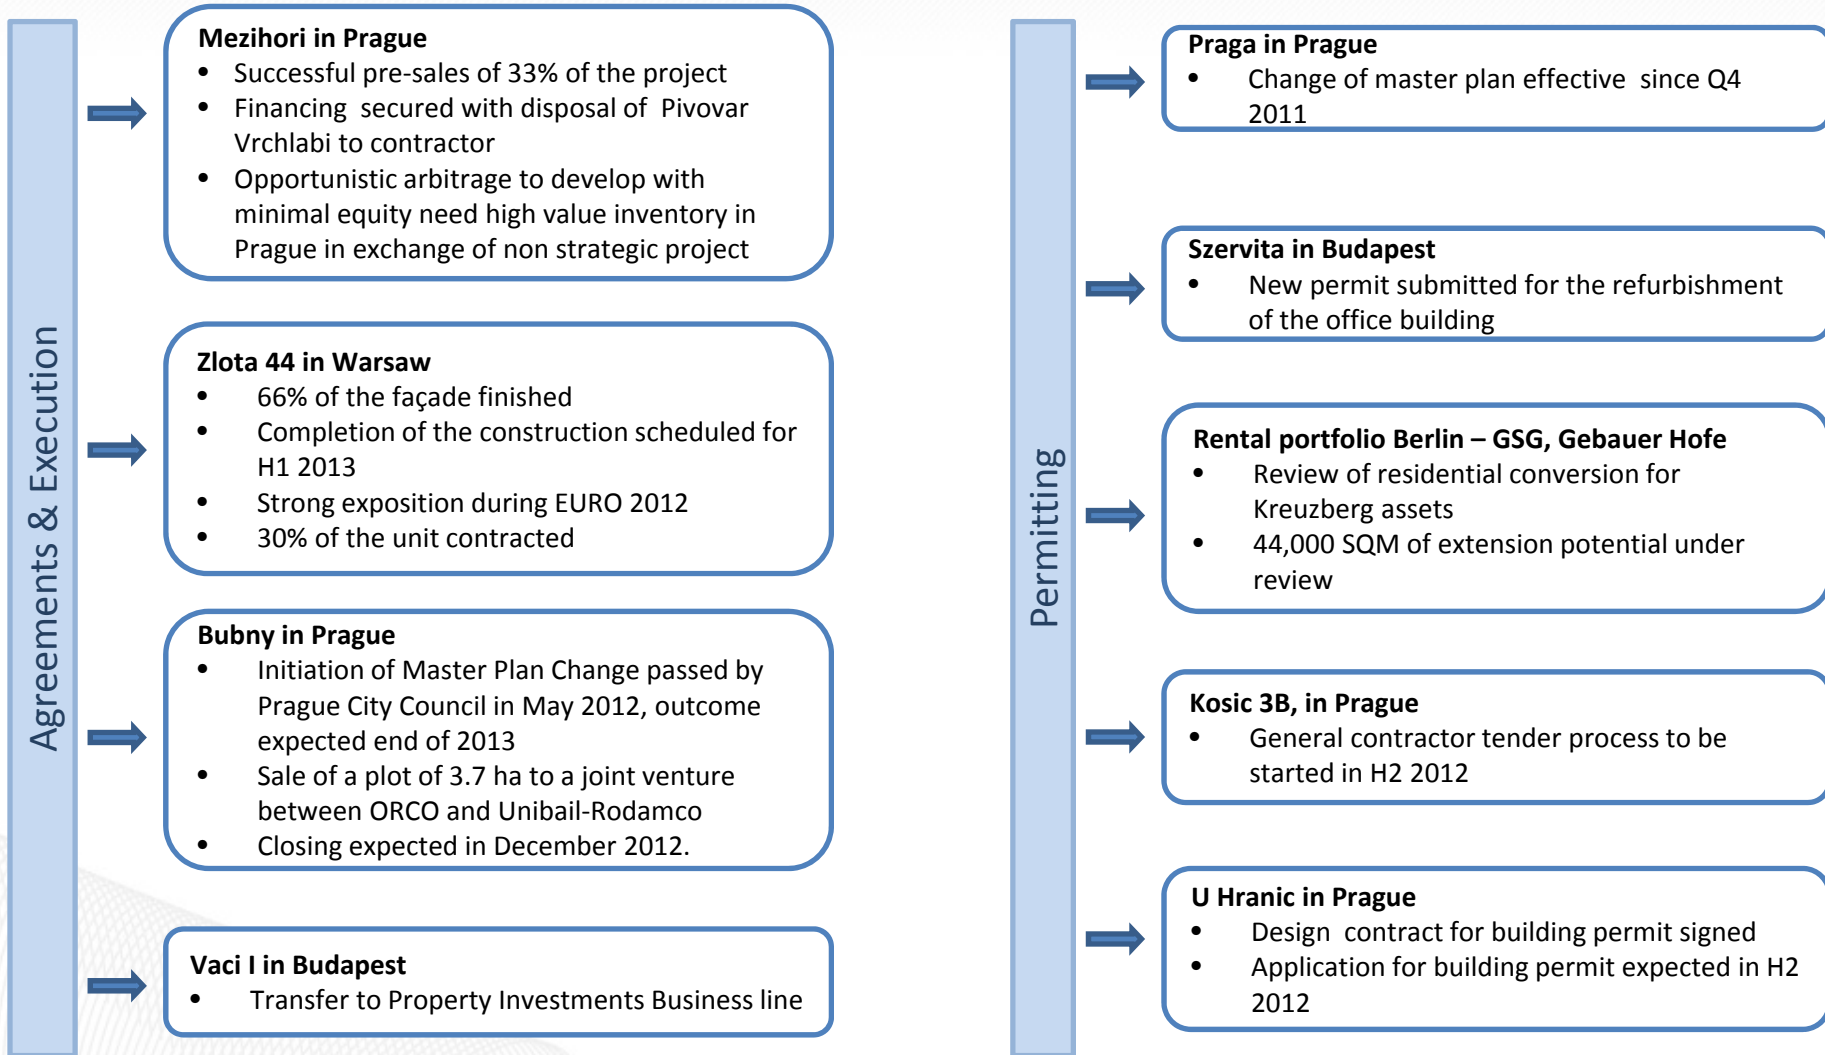 Agreements & Execution
Mezihori in Prague
• Successful pre-sales of 33% of the project
• Financing secured with disposal of Pivovar
Vrchlabi to contractor
• Opportunistic arbitrage to develop with
minimal equity need high value inventory in
Prague in exchange of non strategic project
Zlota 44 in Warsaw
• 66% of the façade finished
• Completion of the construction scheduled for
H1 2013
• Strong exposition during EURO 2012
• 30% of the unit contracted
Bubny in Prague
• Initiation of Master Plan Change passed by
Prague City Council in May 2012, outcome
expected end of 2013
• Sale of a plot of 3.7 ha to a joint venture
between ORCO and Unibail-Rodamco
• Closing expected in December 2012.
Vaci I in Budapest
• Transfer to Property Investments Business line
Permitting
Praga in Prague
• Change of master plan effective since Q4
2011
Szervita in Budapest
• New permit submitted for the refurbishment
of the office building
Rental portfolio Berlin – GSG, Gebauer Hofe
• Review of residential conversion for
Kreuzberg assets
• 44,000 SQM of extension potential under
review
Kosic 3B, in Prague
• General contractor tender process to be
started in H2 2012
U Hranic in Prague
• Design contract for building permit signed
• Application for building permit expected in H2
2012